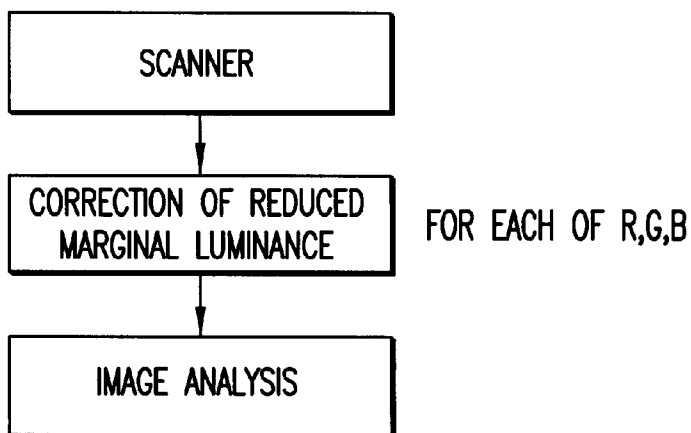 SCANNER
CORRECTION OF REDUCED
MARGINAL LUMINANCE
FOR EACH OF R,G,B
IMAGE ANALYSIS